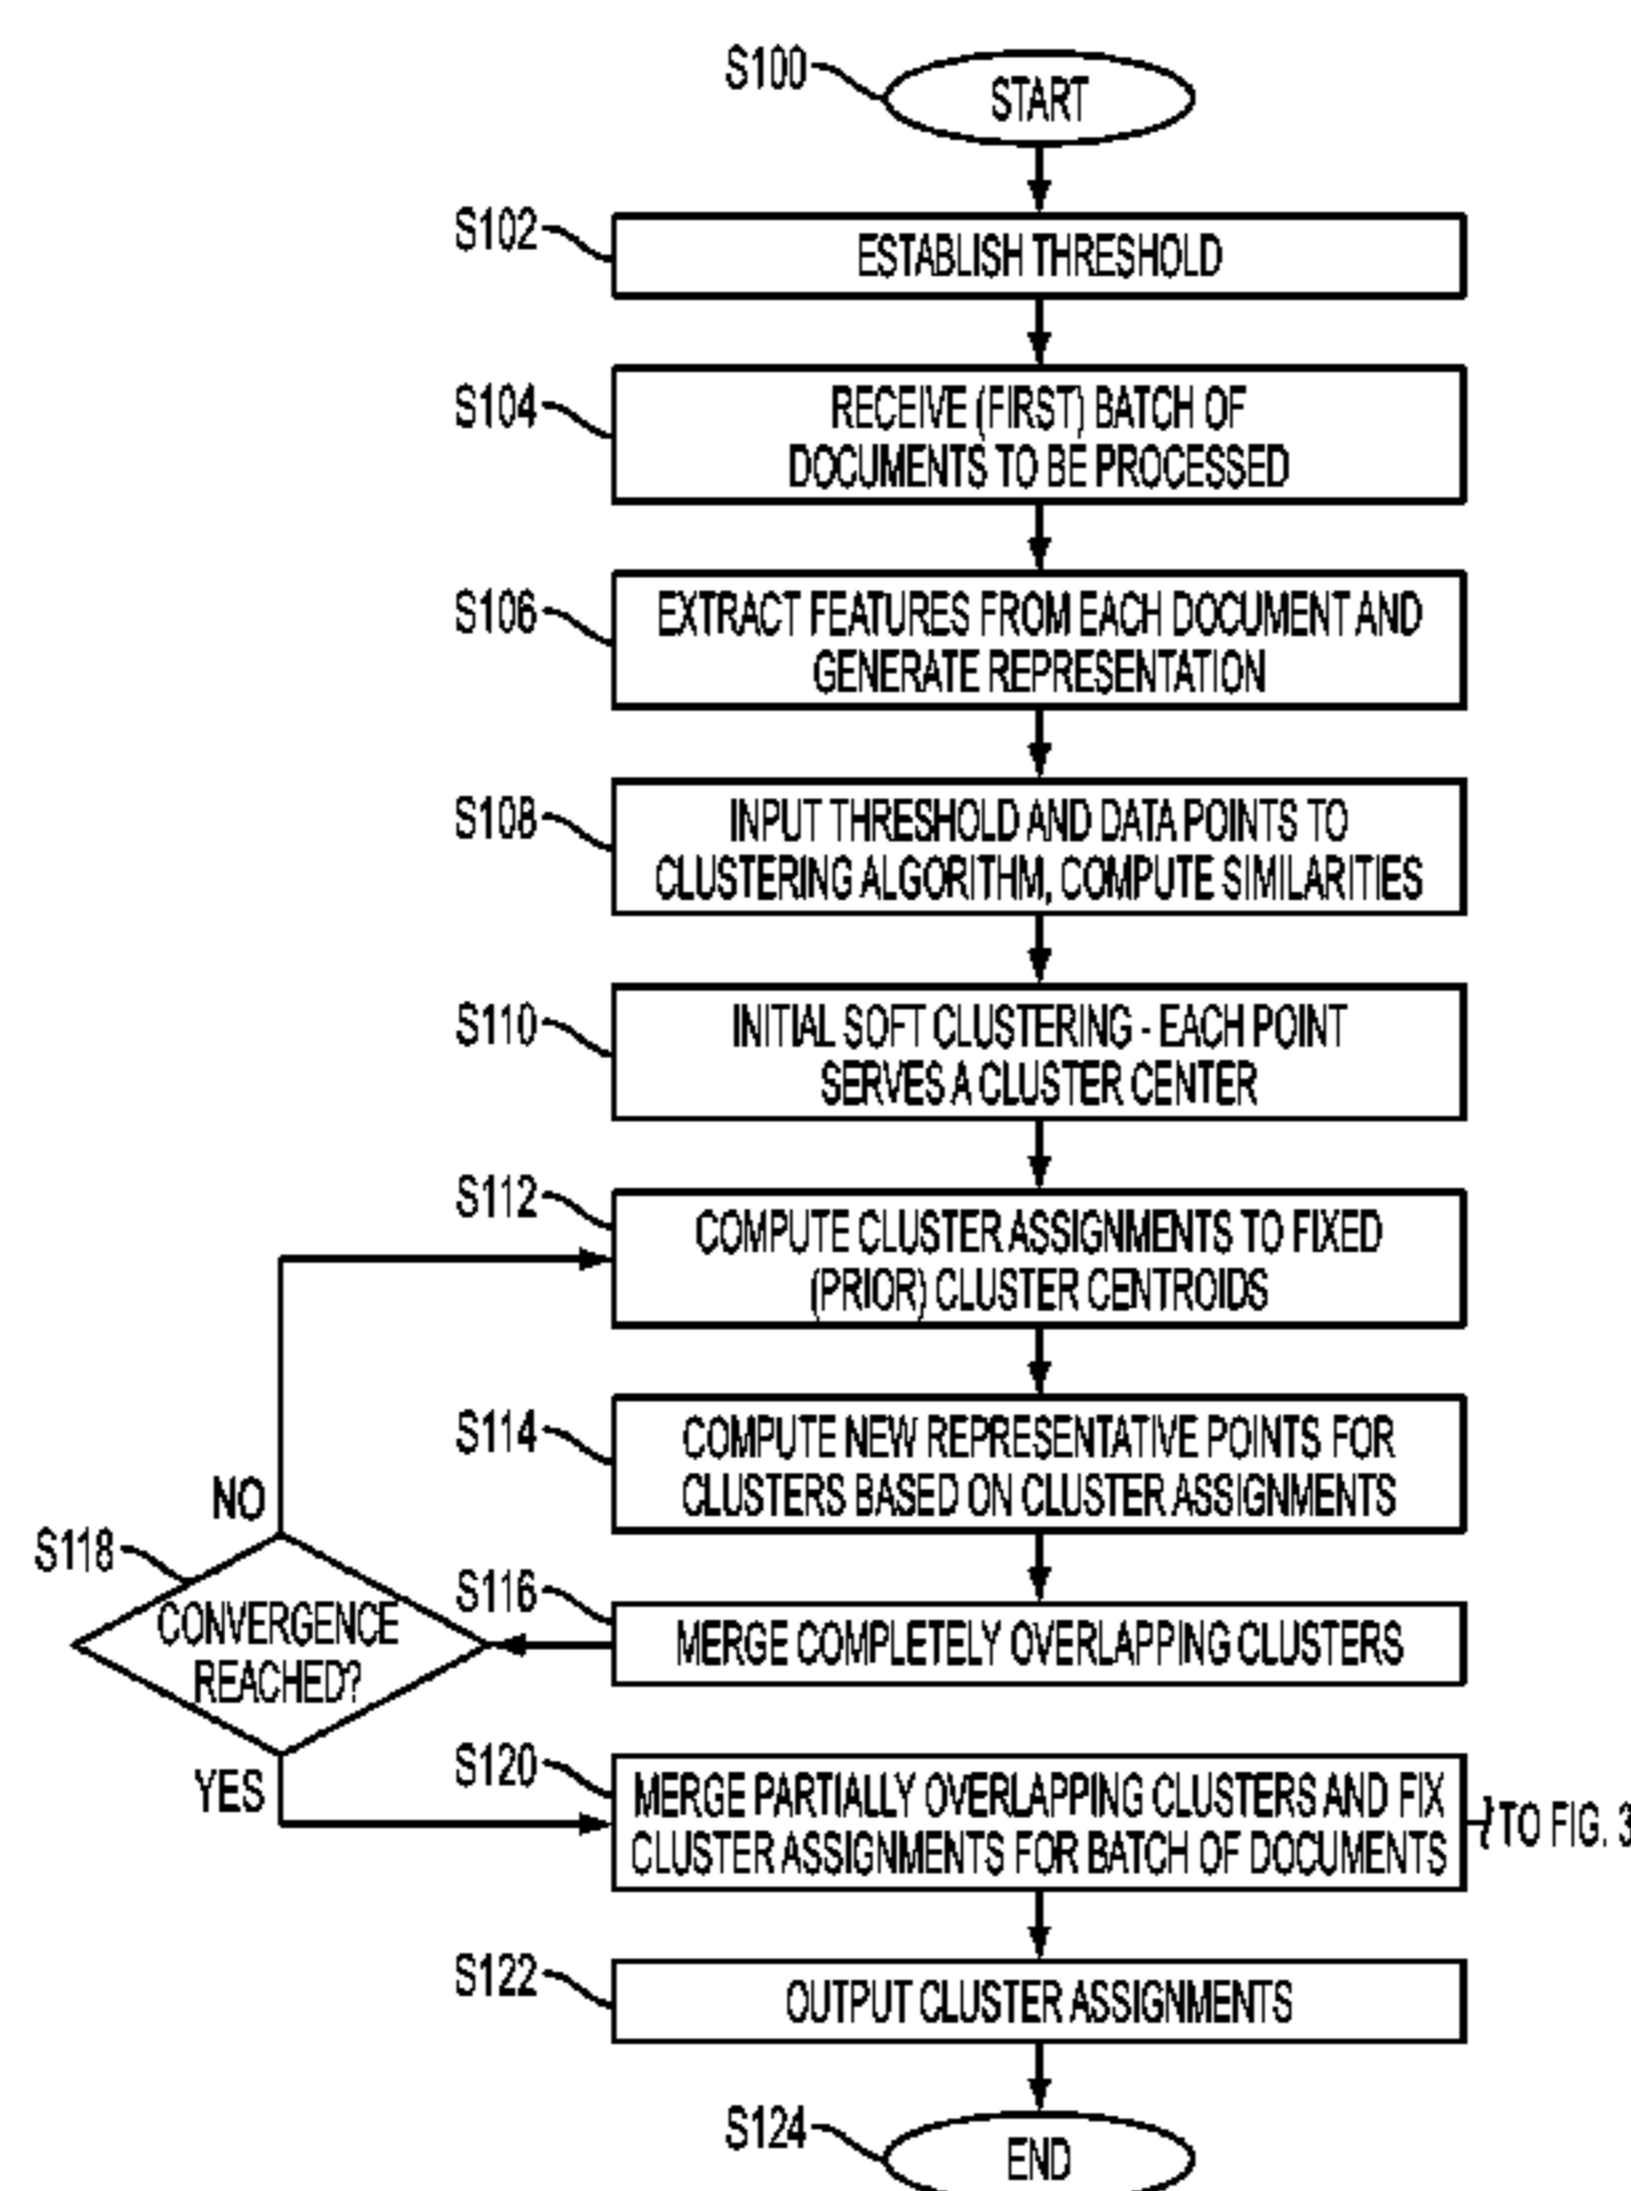 S100
START
S102
ESTABLISH THRESHOLD
S104
RECEIVE (FIRST) BATCH OF
DOCUMENTS TO BE PROCESSED
S106
EXTRACT FEATURES FROM EACH DOCUMENT AND
GENERATE REPRESENTATION
S108
INPUT THRESHOLD AND DATA POINTS TO
CLUSTERING ALGORITHM, COMPUTE SIMILARITIES
S110
INITIAL SOFT CLUSTERING - EACH POINT
SERVES A CLUSTER CENTER
S112
COMPUTE CLUSTER ASSIGNMENTS TO FIXED
(PRIOR) CLUSTER CENTROIDS
S114
COMPUTE NEW REPRESENTATIVE POINTS FOR
CLUSTERS BASED ON CLUSTER ASSIGNMENTS
S116
MERGE COMPLETELY OVERLAPPING CLUSTERS
NO
S118
CONVERGENCE
REACHED?
YES
S120
MERGE PARTIALLY OVERLAPPING CLUSTERS AND FIX
CLUSTER ASSIGNMENTS FOR BATCH OF DOCUMENTS
TO FIG. 3
S122
OUTPUT CLUSTER ASSIGNMENTS
S124
END